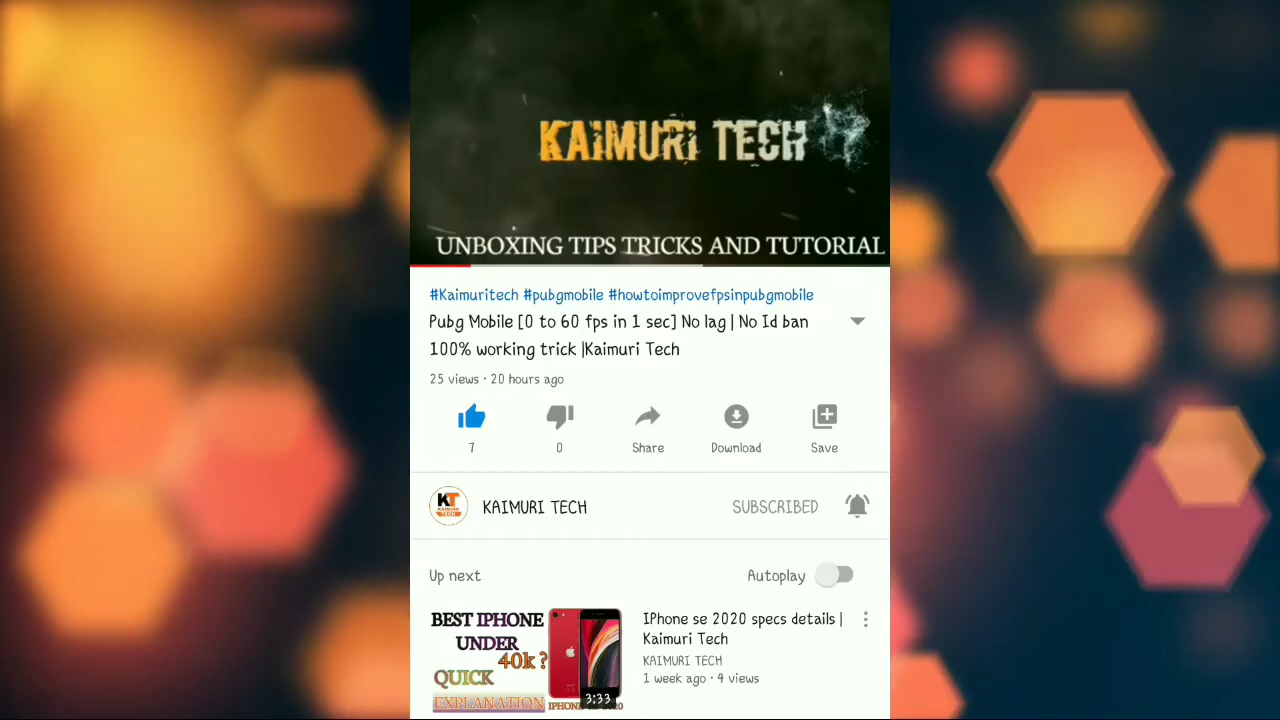 KAIMURI TECH
UNBOXING TIPS TRICKS AND TUTORIAL
#Kaimuritech #pubgmobile #howtoimprovefpsinpubgmobile
Pubg Mobile [0 to 60 fps in 1 sec] No lag | No Id ban
100% working trick |Kaimuri Tech
25 views · 20 hours ago
7
0
Share
Download
Save
KT
KAIMURI
TECH
KAIMURI TECH
SUBSCRIBED
Up next
Autoplay
BEST IPHONE
UNDER
40k ?
QUICK
EXPLANATION
3:33
IPhone se 2020 specs details |
Kaimuri Tech
KAIMURI TECH
1 week ago · 4 views